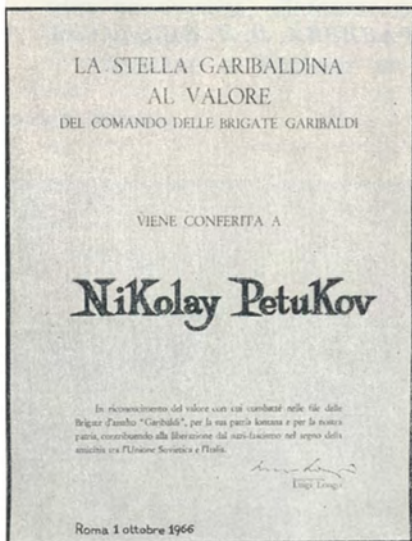 LA STELLA GARIBALDINA
AL VALORE
DEL COMANDO DELLE BRIGATE GARIBALDI
VIENE CONFERITA A
NiKolay PetuKov
In riconoscimento del valore con cui combatté nelle file delle
Brigate d'assalto "Garibaldi", per la sua patria lontana e per la nostra
patria, contribuendo alla liberazione dal nazi-fascismo nel segno della
amicizia tra l'Unione Sovietica e l'Italia.
Luigi Longo
Roma 1 ottobre 1966